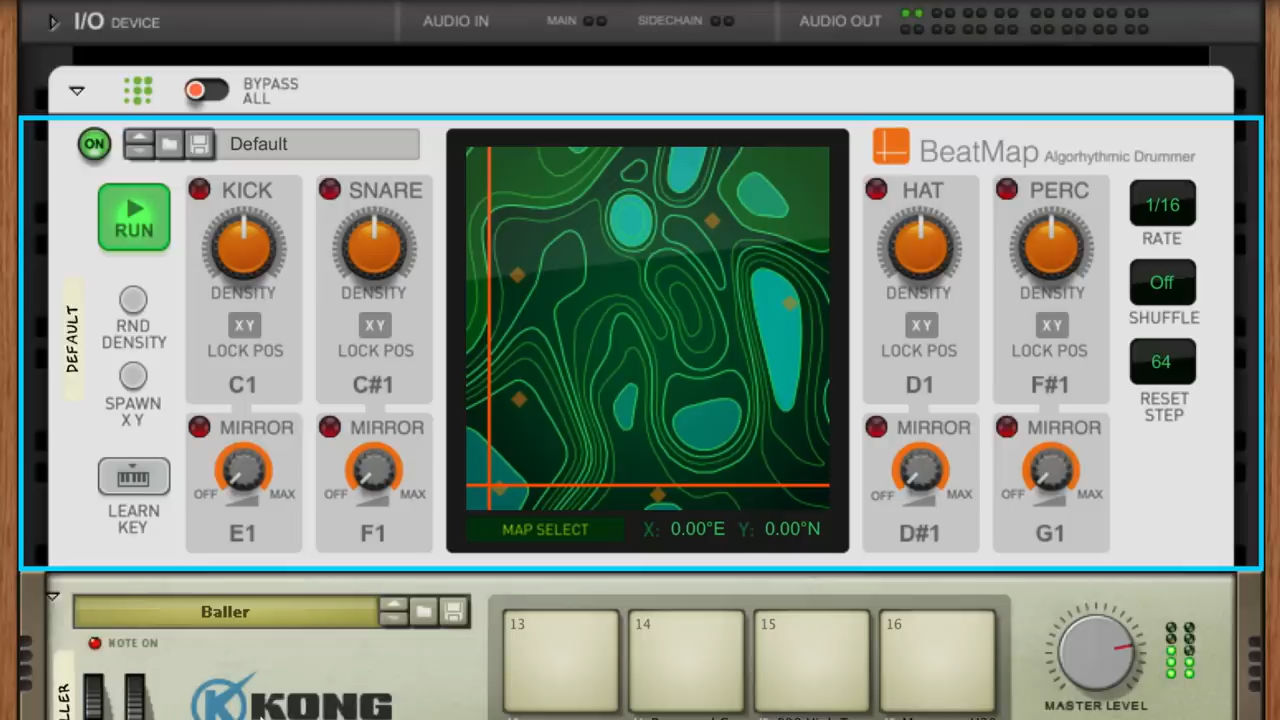 I/O DEVICE
AUDIO IN
MAIN
SIDECHAIN
AUDIO OUT
BYPASS
ALL
ON
Default
BeatMap Algorhythmic Drummer
RUN
KICK
SNARE
HAT
PERC
1/16
RATE
DENSITY
DENSITY
DENSITY
DENSITY
Off
SHUFFLE
RND
DENSITY
XY
XY
XY
XY
LOCK POS
LOCK POS
LOCK POS
LOCK POS
DEFAULT
64
C1
C#1
D1
F#1
RESET
STEP
SPAWN
XY
MIRROR
MIRROR
MIRROR
MIRROR
OFF MAX
OFF MAX
OFF MAX
OFF MAX
LEARN
KEY
E1
F1
D#1
G1
MAP SELECT
X: 0.00°E Y: 0.00°N
Baller
NOTE ON
13
14
15
16
KONG
MASTER LEVEL